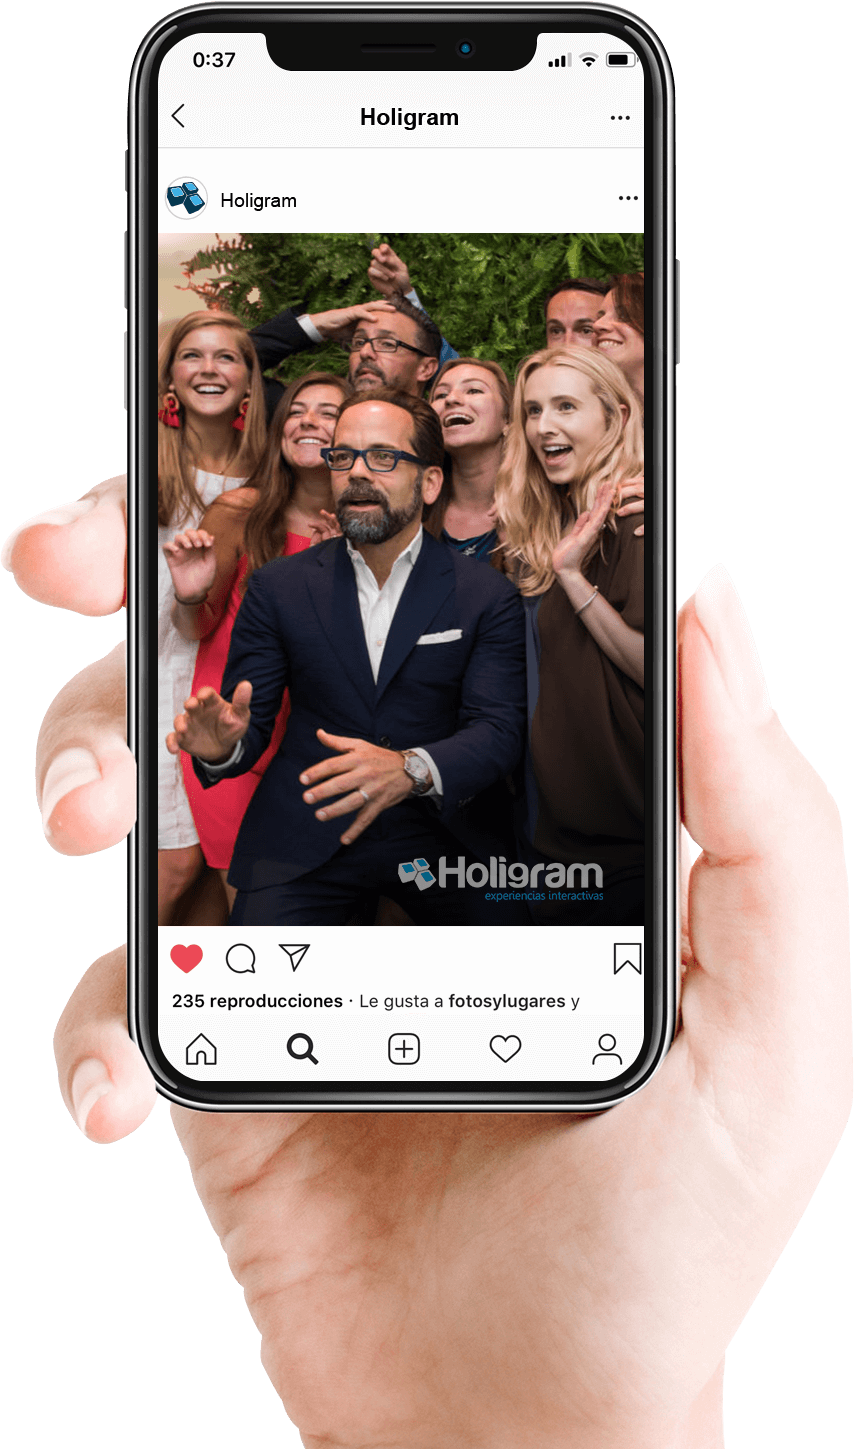 0:37
Holigram
Holigram
Holigram
experiencias interactivas
235 reproducciones · Le gusta a fotosylugares y